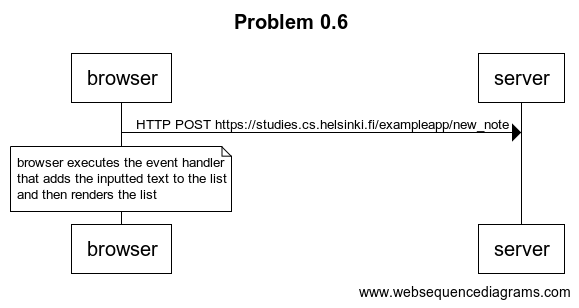 Problem 0.6
browser
server
HTTP POST https://studies.cs.helsinki.fi/exampleapp/new_note
browser executes the event handler
that adds the inputted text to the list
and then renders the list
browser
server
www.websequencediagrams.com